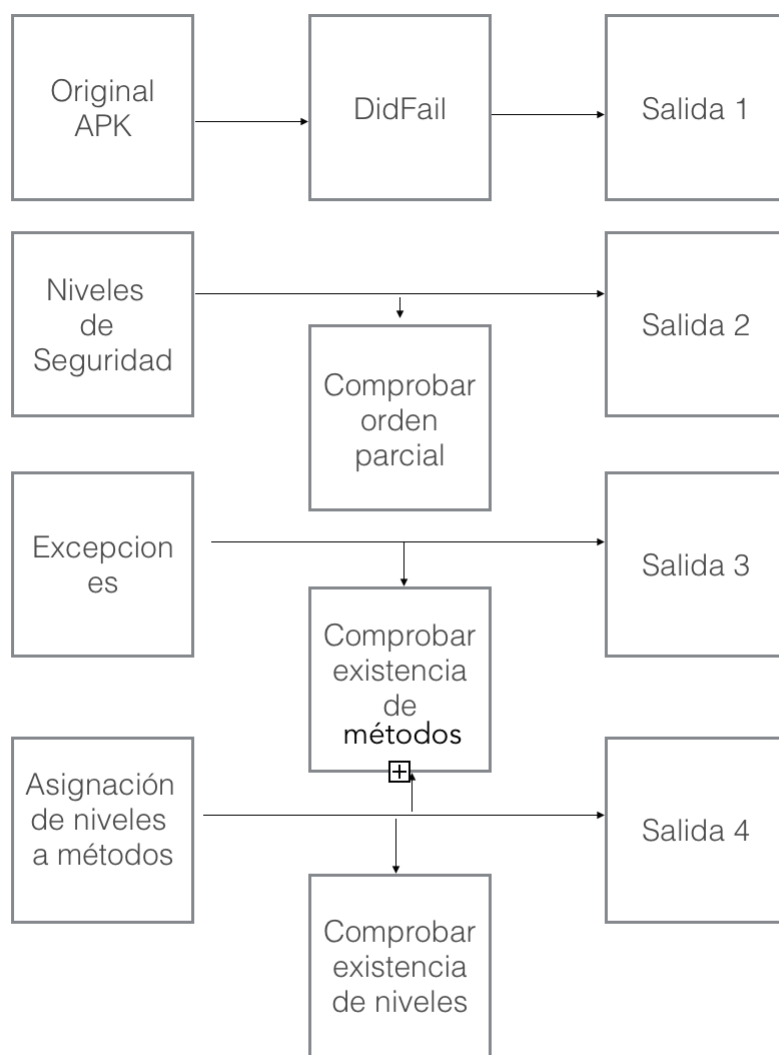 Original
APK
DidFail
Salida 1
Niveles
de
Seguridad
Salida 2
Comprobar
orden
parcial
Excepcion
es
Salida 3
Comprobar
existencia
de
métodos
Asignación
de niveles
a métodos
Salida 4
Comprobar
existencia
de niveles